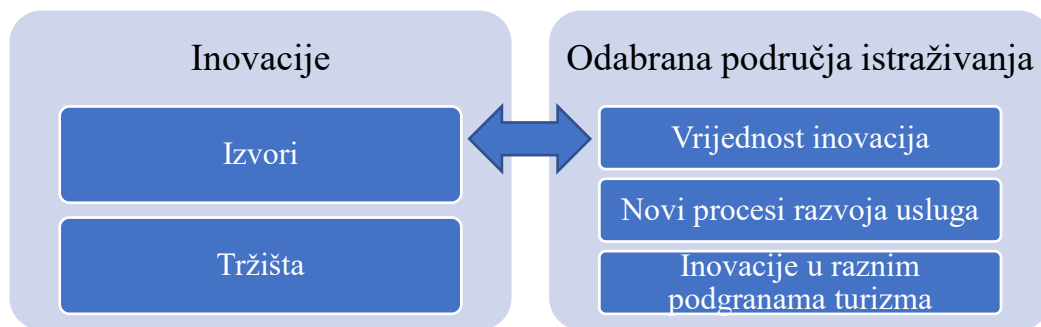 Inovacije
Izvori
Tržišta
Odabrana područja istraživanja
Vrijednost inovacija
Novi procesi razvoja usluga
Inovacije u raznim
podgranama turizma